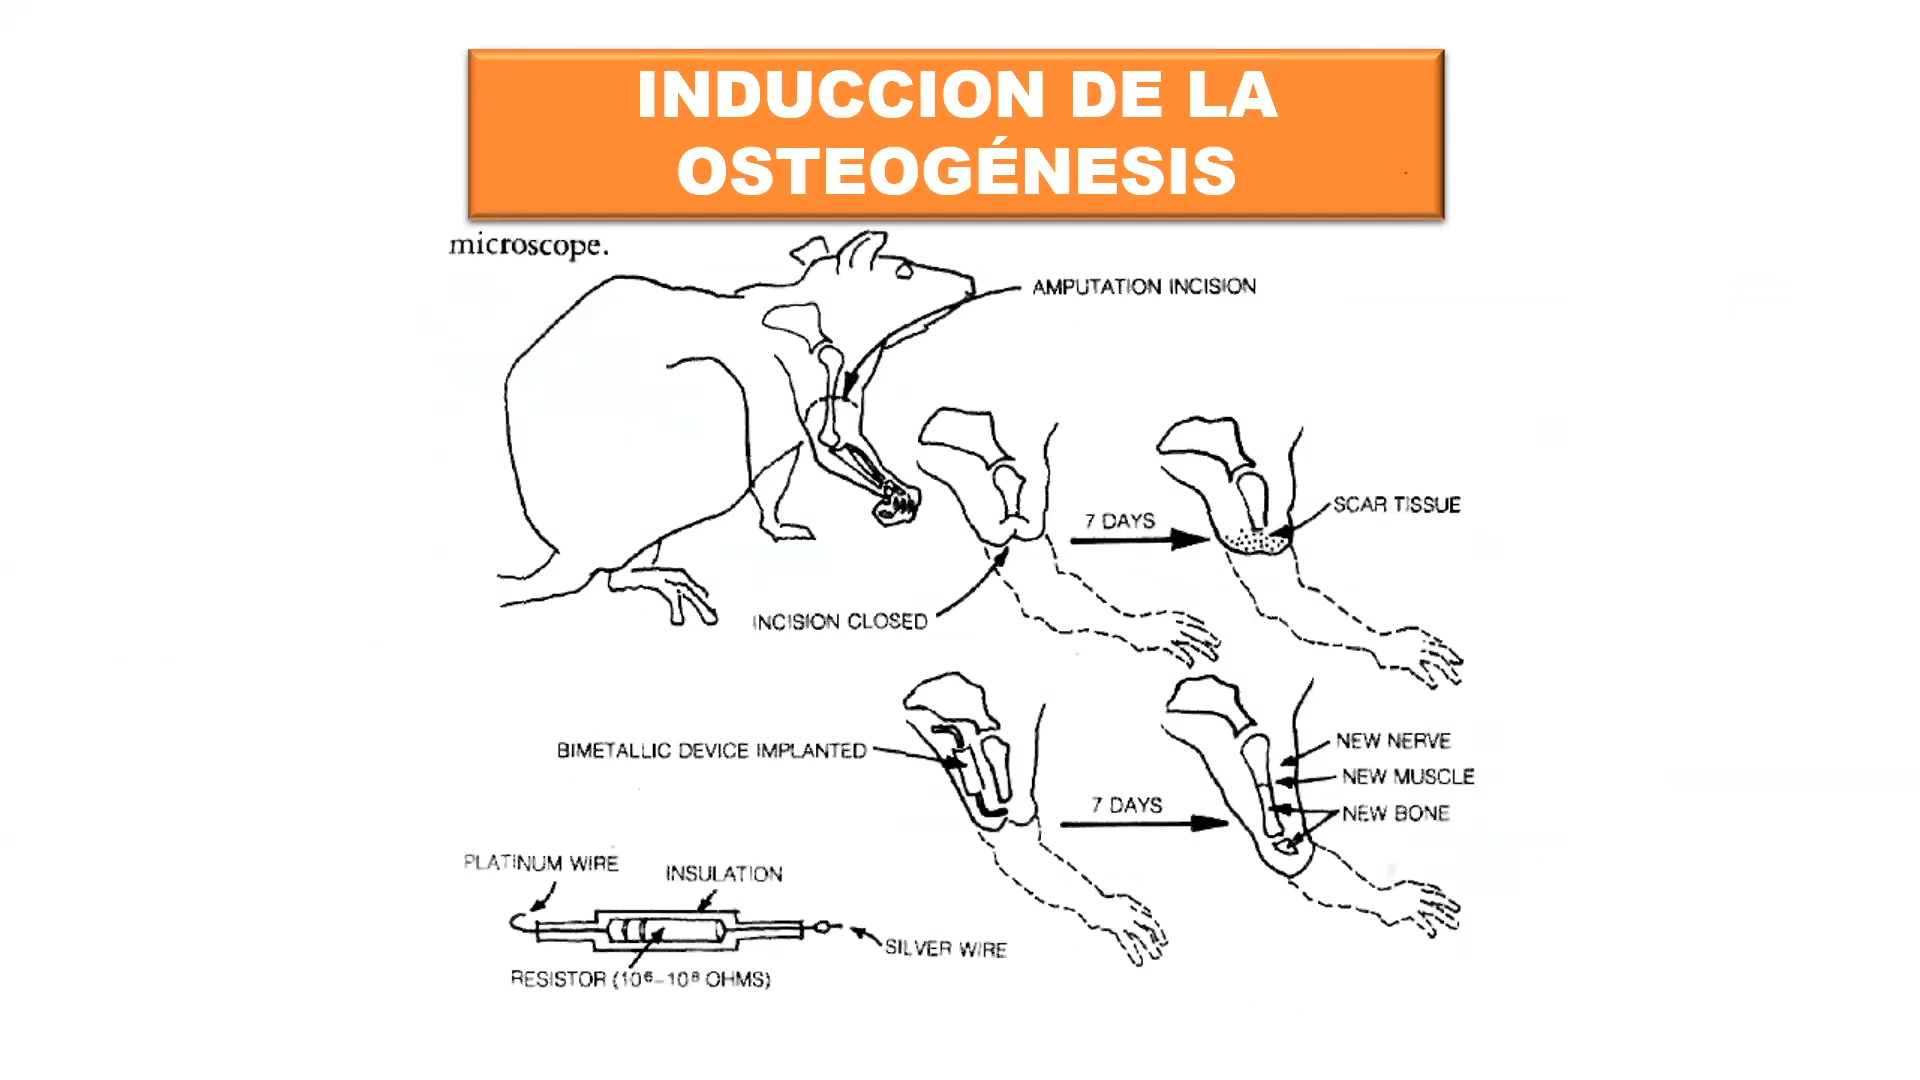 INDUCCION DE LA
OSTEOGÉNESIS
microscope.
AMPUTATION INCISION
7 DAYS
SCAR TISSUE
INCISION CLOSED
BIMETALLIC DEVICE IMPLANTED
7 DAYS
NEW NERVE
NEW MUSCLE
NEW BONE
PLATINUM WIRE
INSULATION
SILVER WIRE
RESISTOR (10⁶–10⁸ OHMS)